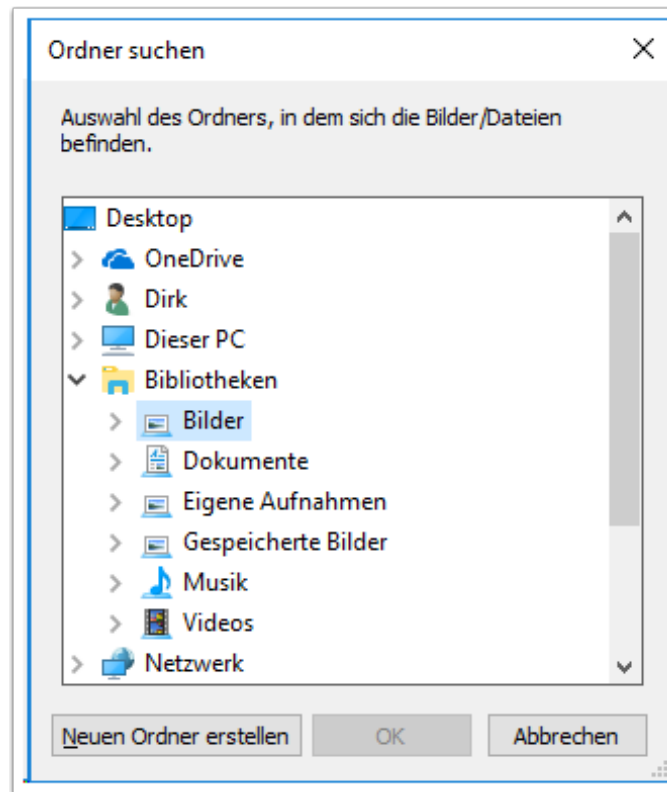 Ordner suchen
Auswahl des Ordners, in dem sich die Bilder/Dateien
befinden.
Desktop
OneDrive
Dirk
Dieser PC
Bibliotheken
Bilder
Dokumente
Eigene Aufnahmen
Gespeicherte Bilder
Musik
Videos
Netzwerk
Neuen Ordner erstellen OK Abbrechen